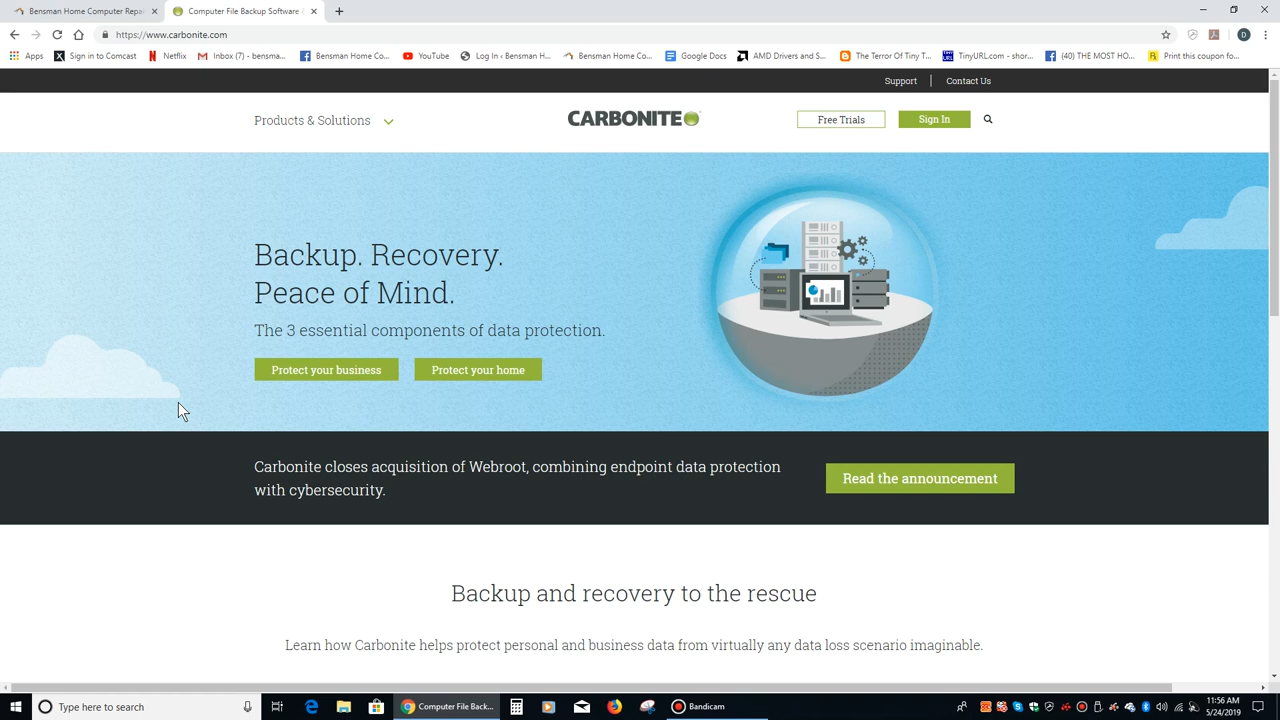 Bensman Home Computer Repai
Computer File Backup Software &
https://www.carbonite.com
D
Apps
Sign in to Comcast
Netflix
Inbox (7) - bensma...
Bensman Home Co...
YouTube
Log In ‹ Bensman H...
Bensman Home Co...
Google Docs
AMD Drivers and S...
The Terror Of Tiny T...
TinyURL.com - shor...
(40) THE MOST HO...
Print this coupon fo...
Support
Contact Us
Products & Solutions
CARBONITE
Free Trials
Sign In
Backup. Recovery.
Peace of Mind.
The 3 essential components of data protection.
Protect your business
Protect your home
Carbonite closes acquisition of Webroot, combining endpoint data protection
with cybersecurity.
Read the announcement
Backup and recovery to the rescue
Learn how Carbonite helps protect personal and business data from virtually any data loss scenario imaginable.
Type here to search
Computer File Back...
Bandicam
11:56 AM
5/24/2019